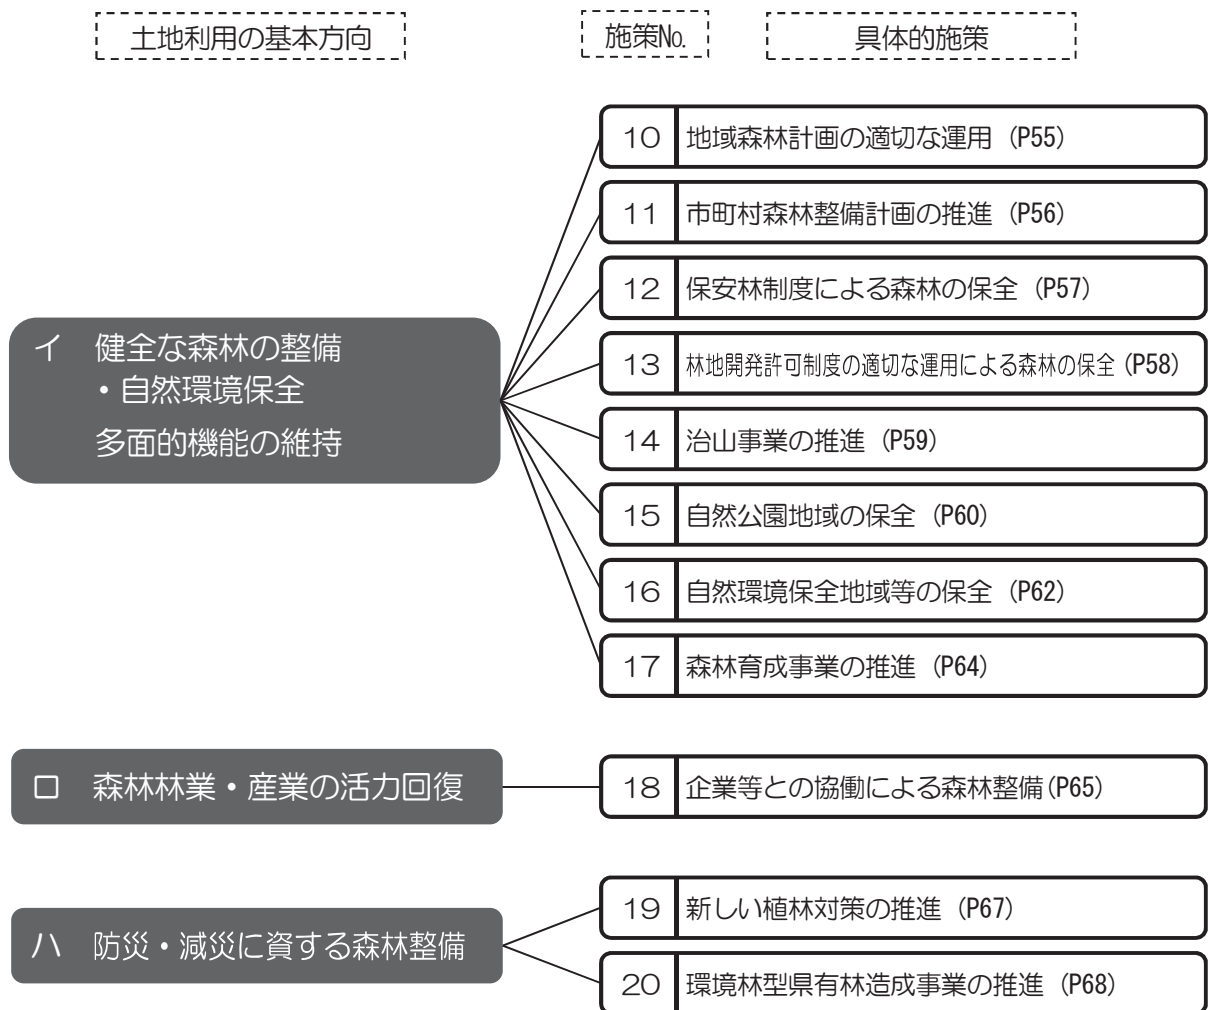 土地利用の基本方向
施策No.
具体的施策
イ 健全な森林の整備
・自然環境保全
多面的機能の維持
10 地域森林計画の適切な運用 (P55)
11 市町村森林整備計画の推進 (P56)
12 保安林制度による森林の保全 (P57)
13 林地開発許可制度の適切な運用による森林の保全 (P58)
14 治山事業の推進 (P59)
15 自然公園地域の保全 (P60)
16 自然環境保全地域等の保全 (P62)
17 森林育成事業の推進 (P64)
ロ 森林林業・産業の活力回復
18 企業等との協働による森林整備(P65)
ハ 防災・減災に資する森林整備
19 新しい植林対策の推進 (P67)
20 環境林型県有林造成事業の推進 (P68)